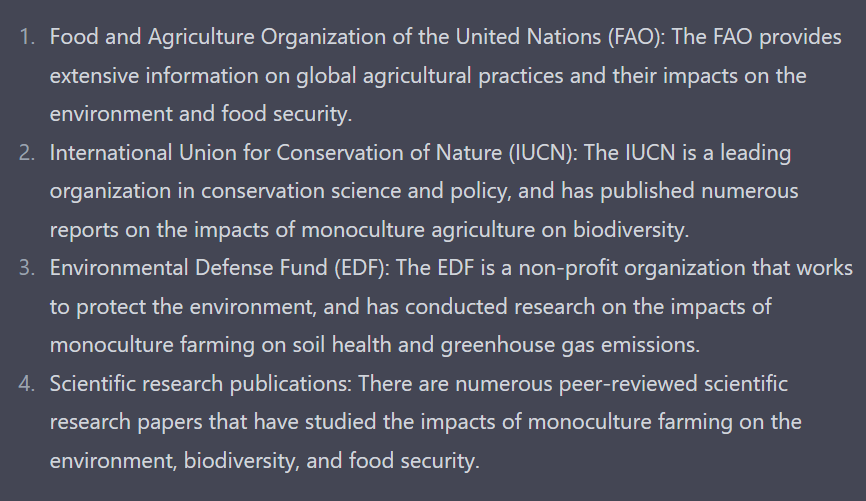 1. Food and Agriculture Organization of the United Nations (FAO): The FAO provides
extensive information on global agricultural practices and their impacts on the
environment and food security.
2. International Union for Conservation of Nature (IUCN): The IUCN is a leading
organization in conservation science and policy, and has published numerous
reports on the impacts of monoculture agriculture on biodiversity.
3. Environmental Defense Fund (EDF): The EDF is a non-profit organization that works
to protect the environment, and has conducted research on the impacts of
monoculture farming on soil health and greenhouse gas emissions.
4. Scientific research publications: There are numerous peer-reviewed scientific
research papers that have studied the impacts of monoculture farming on the
environment, biodiversity, and food security.